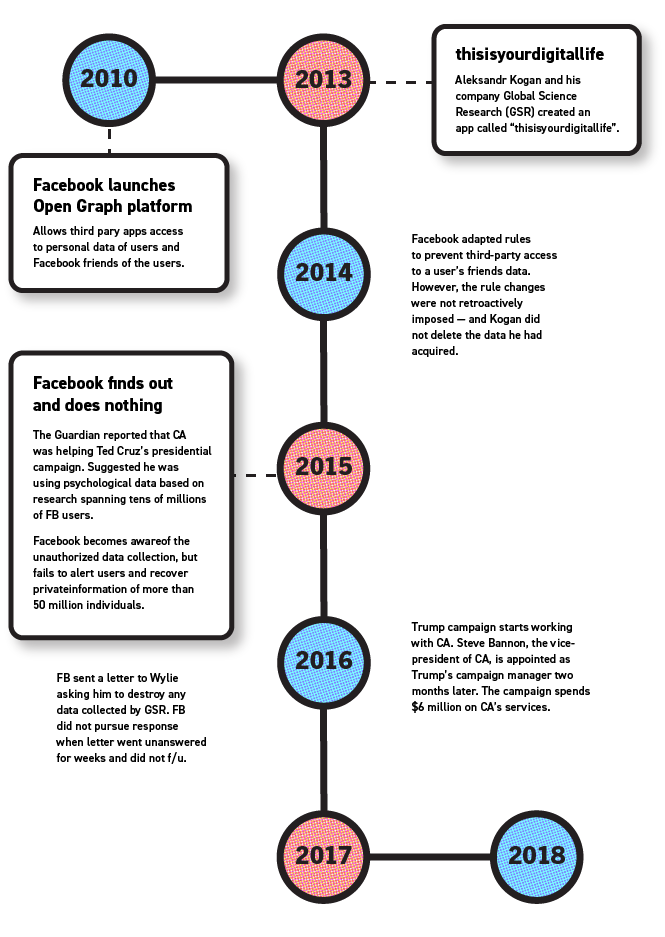 2010
2013
thisisyourdigitallife
Aleksandr Kogan and his
company Global Science
Research (GSR) created an
app called “thisisyourdigitallife”.
Facebook launches
Open Graph platform
Allows third pary apps access
to personal data of users and
Facebook friends of the users.
2014
Facebook adapted rules
to prevent third-party access
to a user’s friends data.
However, the rule changes
were not retroactively
imposed — and Kogan did
not delete the data he had
acquired.
Facebook finds out
and does nothing
The Guardian reported that CA
was helping Ted Cruz’s presidential
campaign. Suggested he was
using psychological data based on
research spanning tens of millions
of FB users.
Facebook becomes awareof the
unauthorized data collection, but
fails to alert users and recover
privateinformation of more than
50 million individuals.
2015
2016
Trump campaign starts working
with CA. Steve Bannon, the vice-
president of CA, is appointed as
Trump’s campaign manager two
months later. The campaign spends
$6 million on CA’s services.
FB sent a letter to Wylie
asking him to destroy any
data collected by GSR. FB
did not pursue response
when letter went unanswered
for weeks and did not f/u.
2017
2018